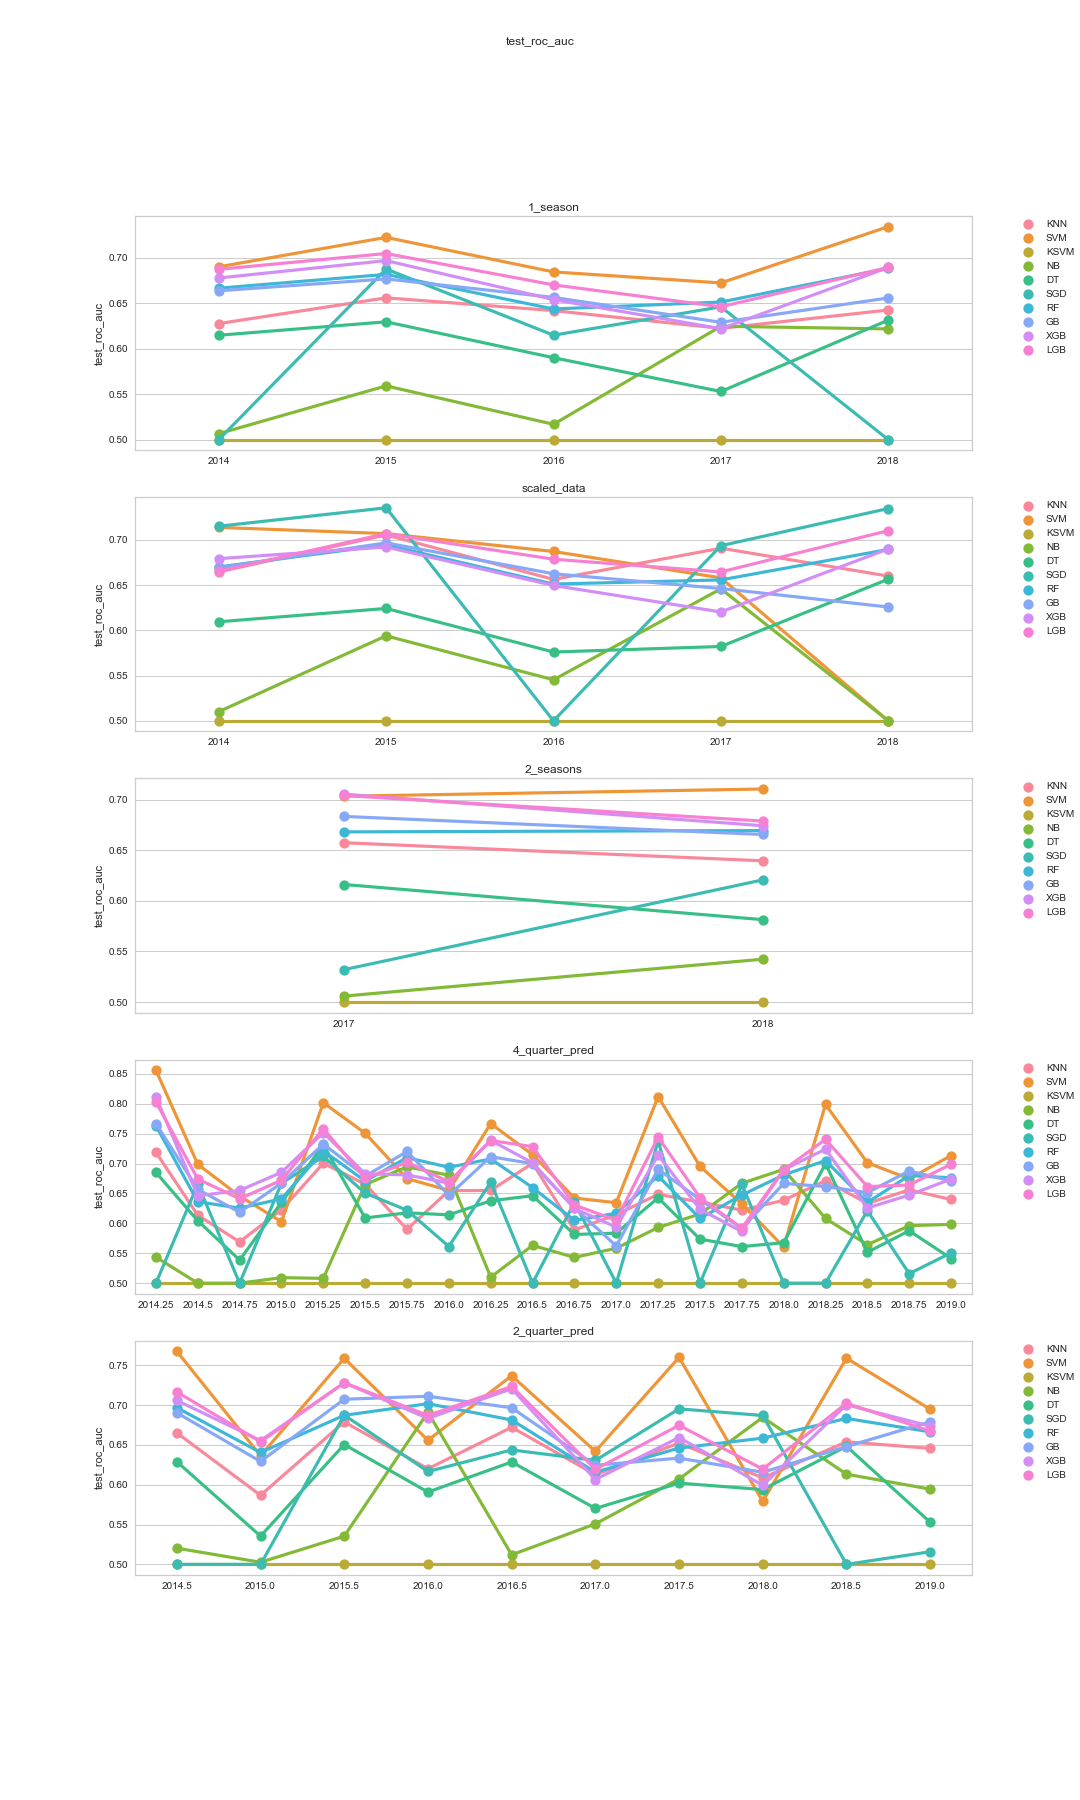 test_roc_auc
1_season
0.70
0.65
0.60
0.55
0.50
test_roc_auc
2014 2015 2016 2017 2018
KNN
SVM
KSVM
NB
DT
SGD
RF
GB
XGB
LGB
scaled_data
0.70
0.65
0.60
0.55
0.50
test_roc_auc
2014 2015 2016 2017 2018
KNN
SVM
KSVM
NB
DT
SGD
RF
GB
XGB
LGB
2_seasons
0.70
0.65
0.60
0.55
0.50
test_roc_auc
2017 2018
KNN
SVM
KSVM
NB
DT
SGD
RF
GB
XGB
LGB
4_quarter_pred
0.85
0.80
0.75
0.70
0.65
0.60
0.55
0.50
test_roc_auc
2014.25 2014.5 2014.75 2015.0 2015.25 2015.5 2015.75 2016.0 2016.25 2016.5 2016.75 2017.0 2017.25 2017.5 2017.75 2018.0 2018.25 2018.5 2018.75 2019.0
KNN
SVM
KSVM
NB
DT
SGD
RF
GB
XGB
LGB
2_quarter_pred
0.75
0.70
0.65
0.60
0.55
0.50
test_roc_auc
2014.5 2015.0 2015.5 2016.0 2016.5 2017.0 2017.5 2018.0 2018.5 2019.0
KNN
SVM
KSVM
NB
DT
SGD
RF
GB
XGB
LGB